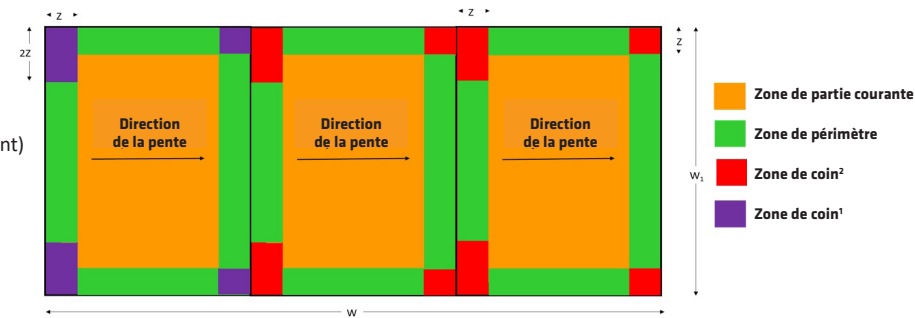 Z
Z
2Z
Z
nt)
Direction
de la pente
Direction
de la pente
Direction
de la pente
W₁
W
Zone de partie courante
Zone de périmètre
Zone de coin²
Zone de coin¹